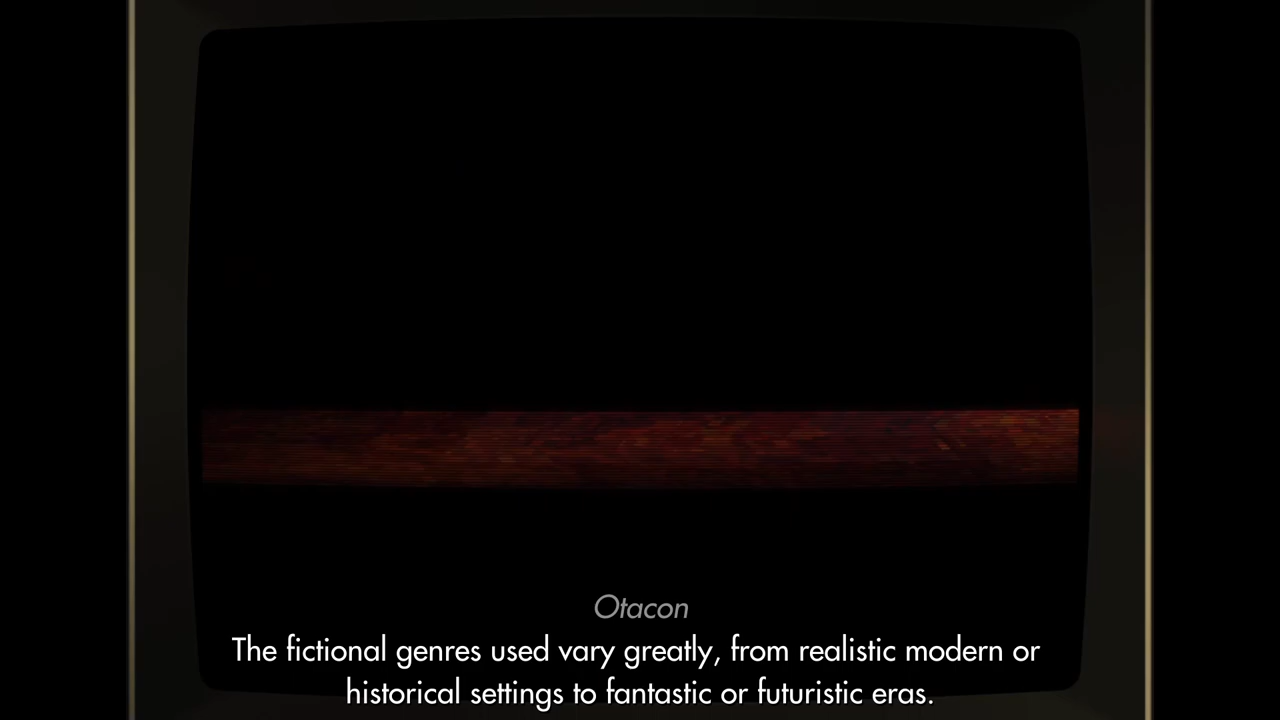 Otacon
The fictional genres used vary greatly, from realistic modern or
historical settings to fantastic or futuristic eras.